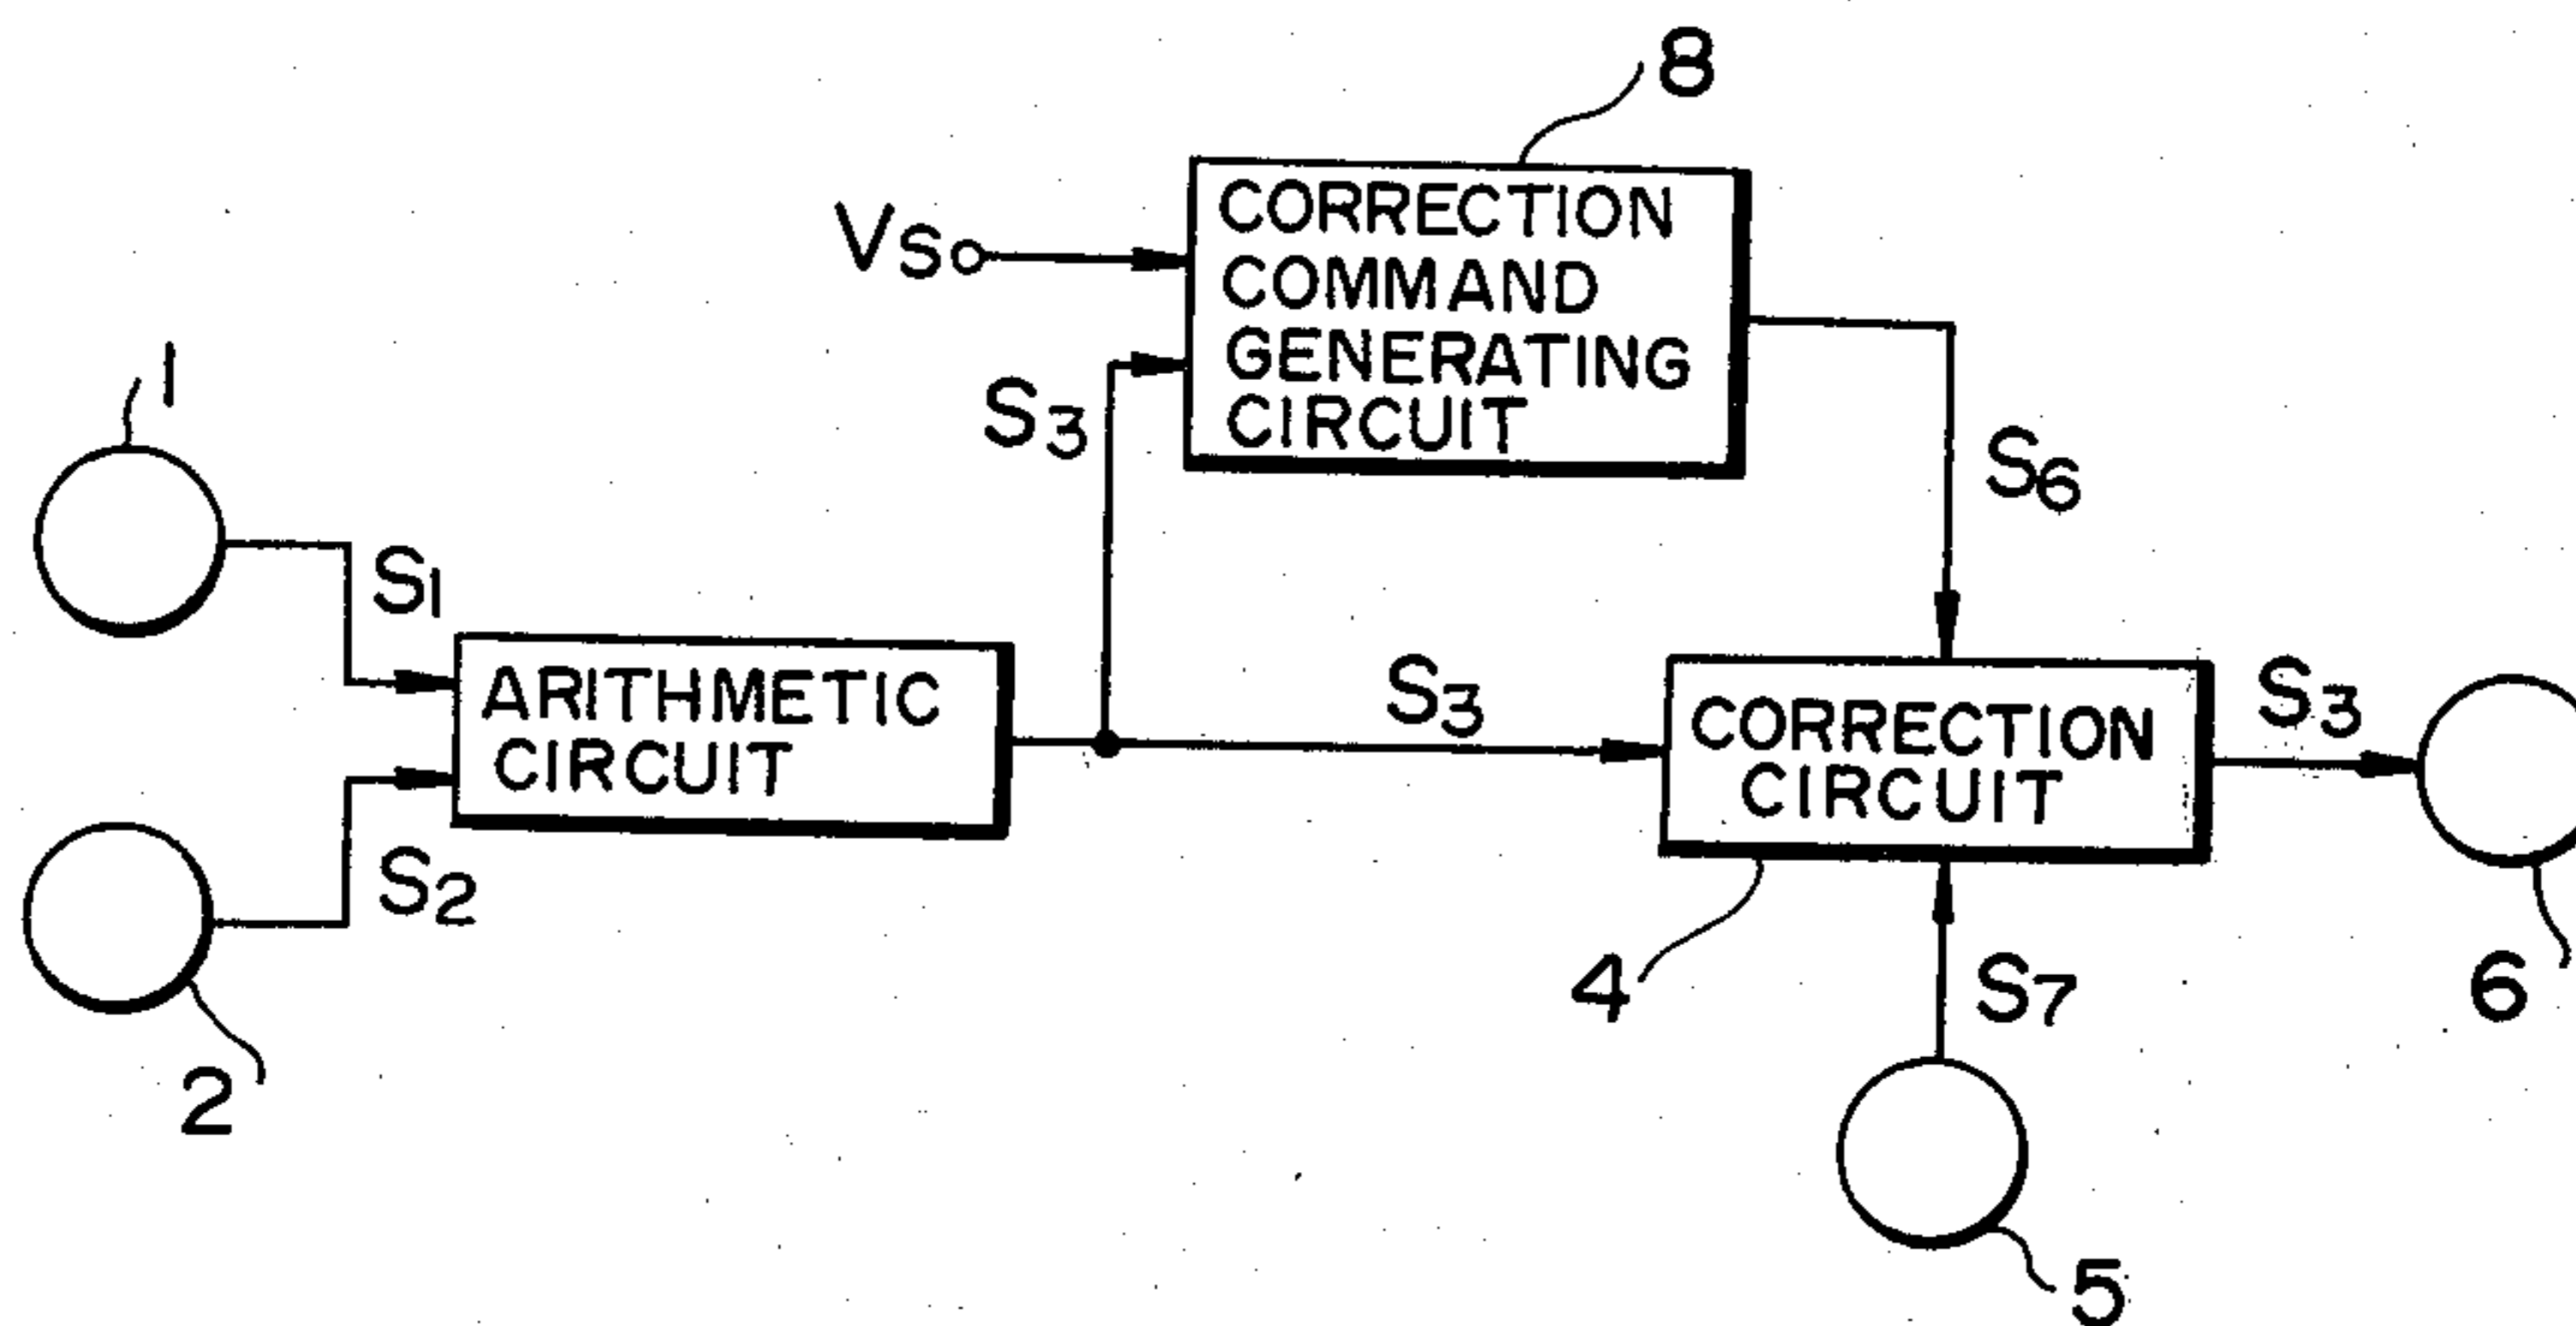 8
CORRECTION
COMMAND
GENERATING
CIRCUIT
VS
S3
S6
1
S1
ARITHMETIC
CIRCUIT
S2
2
S3
CORRECTION
CIRCUIT
S3
4
S7
6
5